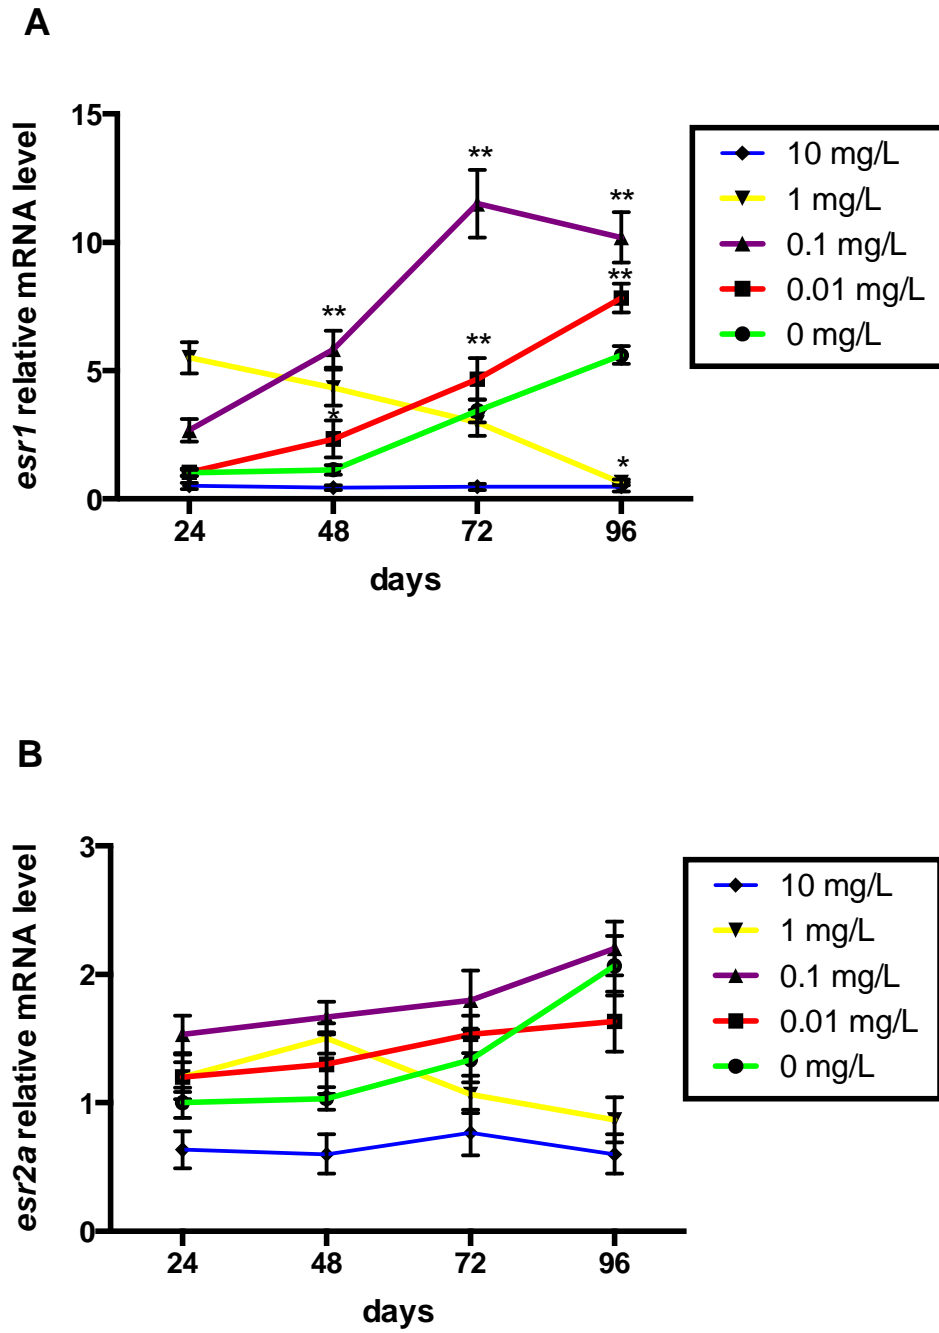 A
esr1 relative mRNA level
15
10
5
0
**
**
**
**
**
*
*
24 48 72 96
days
10 mg/L
1 mg/L
0.1 mg/L
0.01 mg/L
0 mg/L
B
esr2a relative mRNA level
3
2
1
0
24 48 72 96
days
10 mg/L
1 mg/L
0.1 mg/L
0.01 mg/L
0 mg/L